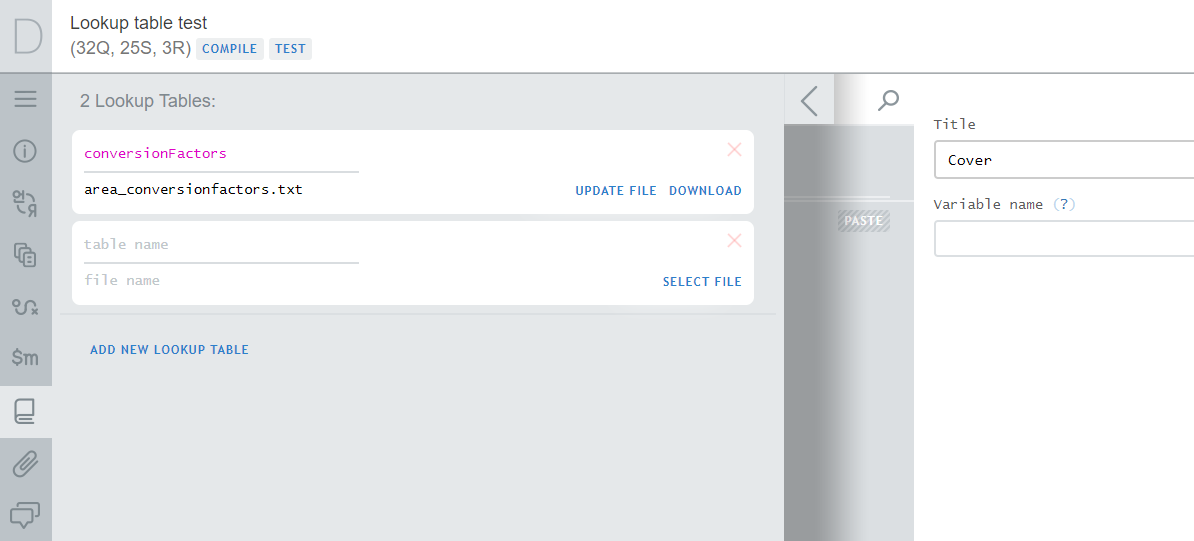 D
Lookup table test
(32Q, 25S, 3R) COMPILE TEST
2 Lookup Tables:
conversionFactors
area_conversionfactors.txt
UPDATE FILE DOWNLOAD
table name
file name
SELECT FILE
ADD NEW LOOKUP TABLE
$m
PASTE
Title
Cover
Variable name (?)